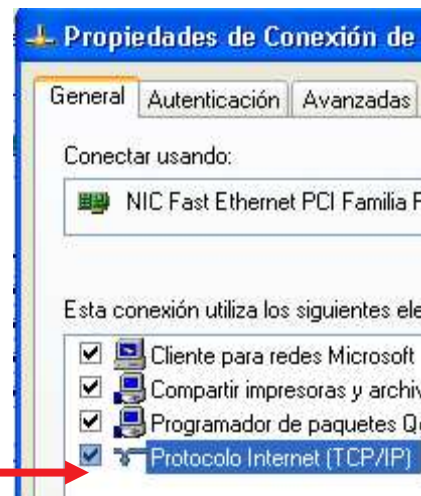 Propiedades de Conexión de
General Autenticación Avanzadas
Conectar usando:
NIC Fast Ethernet PCI Familia
Esta conexión utiliza los siguientes
Cliente para redes Microsoft
Compartir impresoras y
Programador de paquetes
Protocolo Internet (TCP/IP)